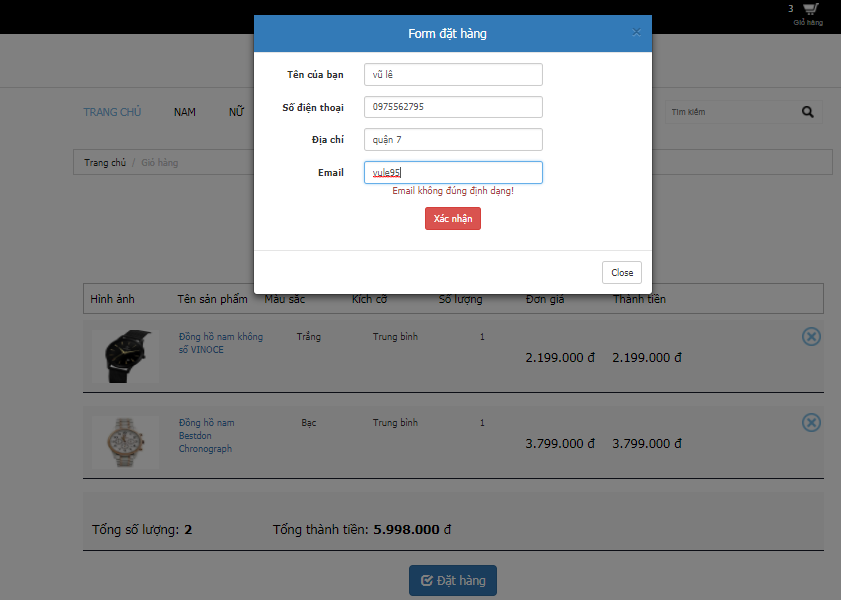 3
Giỏ hàng
Form đặt hàng
×
Tên của bạn vũ lê
Số điện thoại 0975562795
Địa chỉ quận 7
Email vule95
Email không đúng định dạng!
Xác nhận
Close
TRANG CHỦ NAM NỮ Tìm kiếm
Trang chủ / Giỏ hàng
Hình ảnh Tên sản phẩm Màu sắc Kích cỡ Số lượng Đơn giá Thành tiền
Đồng hồ nam không Trắng Trung bình 1
số VINOCE
2.199.000 đ 2.199.000 đ
Đồng hồ nam Bạc Trung bình 1
Bestdon
Chronograph
3.799.000 đ 3.799.000 đ
Tổng số lượng: 2 Tổng thành tiền: 5.998.000 đ
Đặt hàng